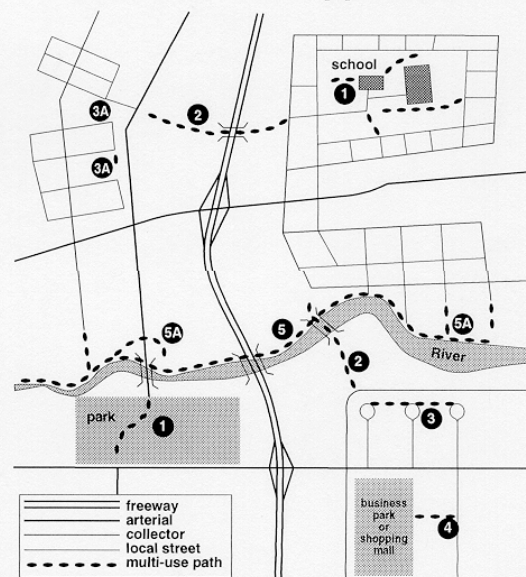 school
1
2
3A
3A
5A
5
5A
River
2
park
1
3
business
park
or
shopping
mall
4
freeway
arterial
collector
local street
multi-use path